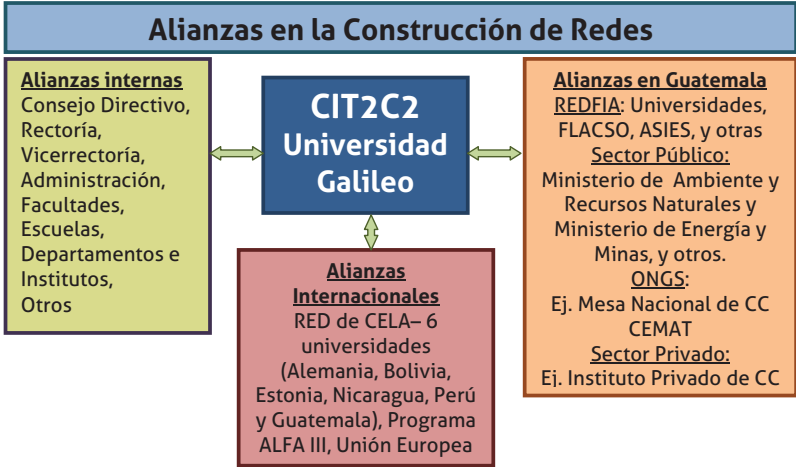 Alianzas en la Construcción de Redes
Alianzas internas
Consejo Directivo,
Rectoría,
Vicerrectoría,
Administración,
Facultades,
Escuelas,
Departamentos e
Institutos,
Otros
CIT2C2
Universidad
Galileo
Alianzas
Internacionales
RED de CELA– 6
universidades
(Alemania, Bolivia,
Estonia, Nicaragua, Perú
y Guatemala), Programa
ALFA III, Unión Europea
Alianzas en Guatemala
REDFIA: Universidades,
FLACSO, ASIES, y otras
Sector Público:
Ministerio de Ambiente y
Recursos Naturales y
Ministerio de Energía y
Minas, y otros.
ONGS:
Ej. Mesa Nacional de CC
CEMAT
Sector Privado:
Ej. Instituto Privado de CC